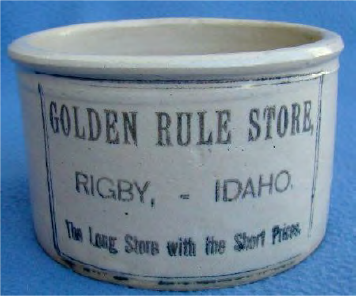 GOLDEN RULE STORE,
RIGBY, - IDAHO.
The Long Store with the Short Prices.